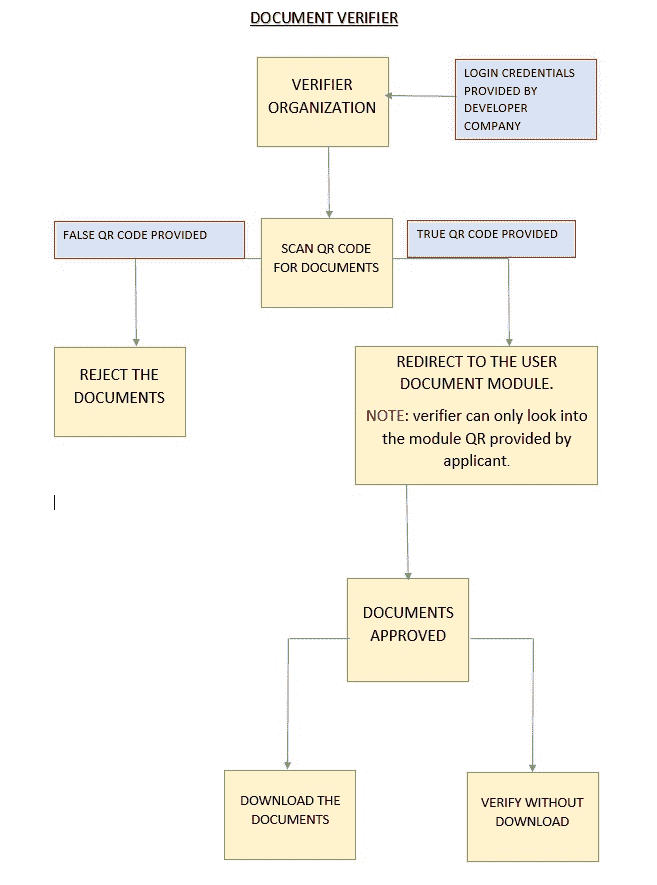 DOCUMENT VERIFIER
VERIFIER
ORGANIZATION
LOGIN CREDENTIALS
PROVIDED BY
DEVELOPER
COMPANY
FALSE QR CODE PROVIDED
SCAN QR CODE
FOR DOCUMENTS
TRUE QR CODE PROVIDED
REJECT THE
DOCUMENTS
REDIRECT TO THE USER
DOCUMENT MODULE.
NOTE: verifier can only look into
the module QR provided by
applicant.
DOCUMENTS
APPROVED
DOWNLOAD THE
DOCUMENTS
VERIFY WITHOUT
DOWNLOAD